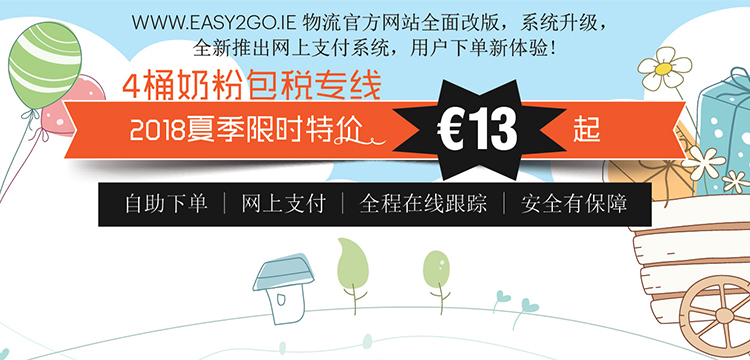 WWW.EASY2GO.IE 物流官方网站全面改版，系统升级，
全新推出网上支付系统，用户下单新体验！
4桶奶粉包税专线
2018夏季限时特价 €13 起
自助下单 | 网上支付 | 全程在线跟踪 | 安全有保障